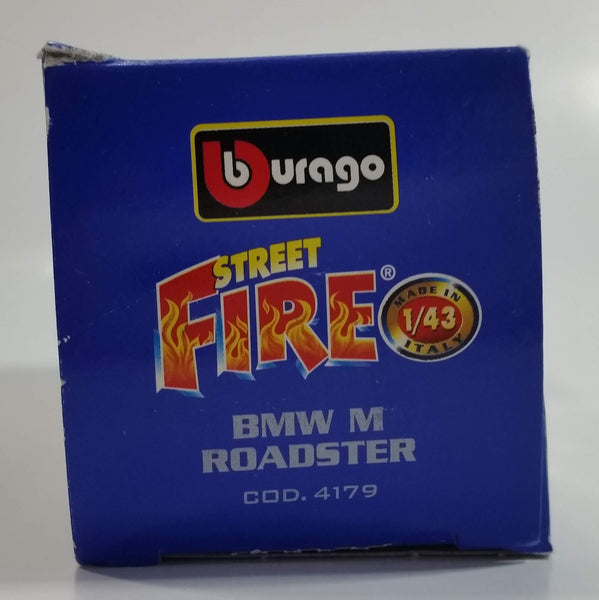 burago
STREET
FIRE®
MADE IN
1/43
ITALY
BMW M
ROADSTER
COD. 4179